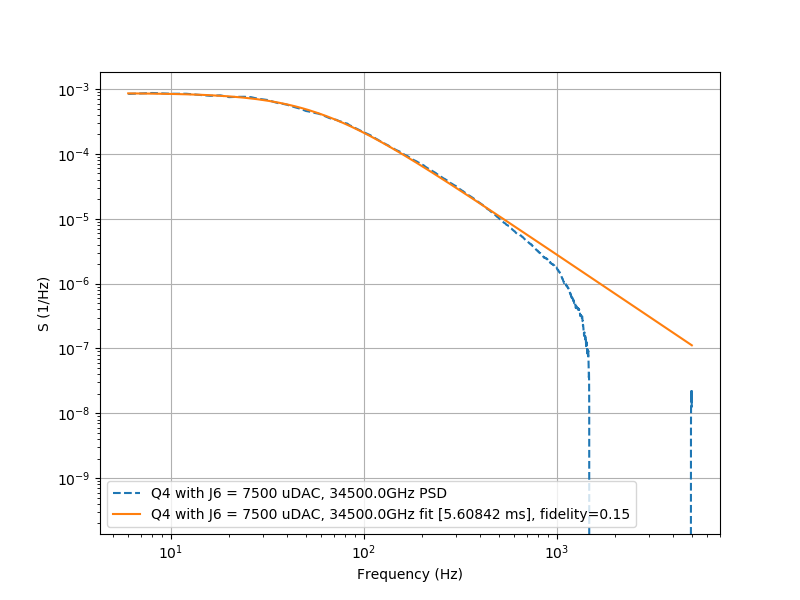 10⁻³
10⁻⁴
10⁻⁵
10⁻⁶
10⁻⁷
10⁻⁸
10⁻⁹
S (1/Hz)
Q4 with J6 = 7500 uDAC, 34500.0GHz PSD
Q4 with J6 = 7500 uDAC, 34500.0GHz fit [5.60842 ms], fidelity=0.15
10¹ 10² 10³
Frequency (Hz)